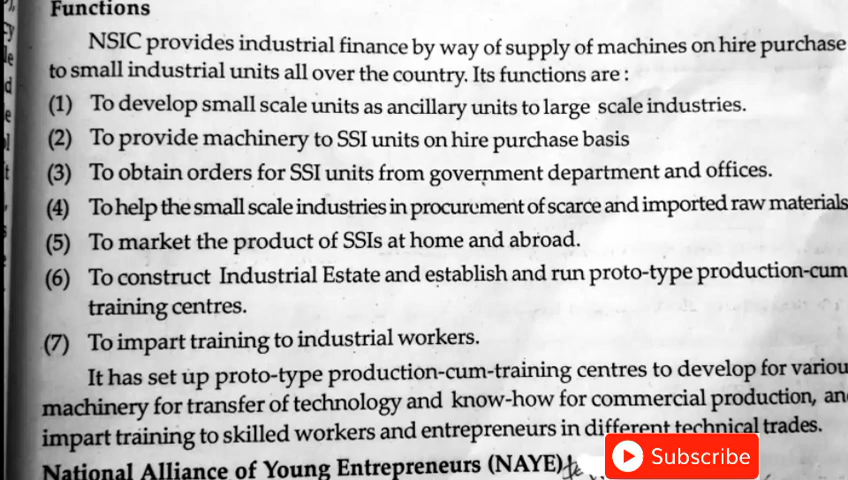 Functions
NSIC provides industrial finance by way of supply of machines on hire purchase
to small industrial units all over the country. Its functions are :
(1) To develop small scale units as ancillary units to large scale industries.
(2) To provide machinery to SSI units on hire purchase basis
(3) To obtain orders for SSI units from government department and offices.
(4) To help the small scale industries in procurement of scarce and imported raw materials
(5) To market the product of SSIs at home and abroad.
(6) To construct Industrial Estate and establish and run proto-type production-cum
training centres.
(7) To impart training to industrial workers.
It has set up proto-type production-cum-training centres to develop for variou
machinery for transfer of technology and know-how for commercial production, an
impart training to skilled workers and entrepreneurs in different technical trades.
National Alliance of Young Entrepreneurs (NAYE)
Subscribe